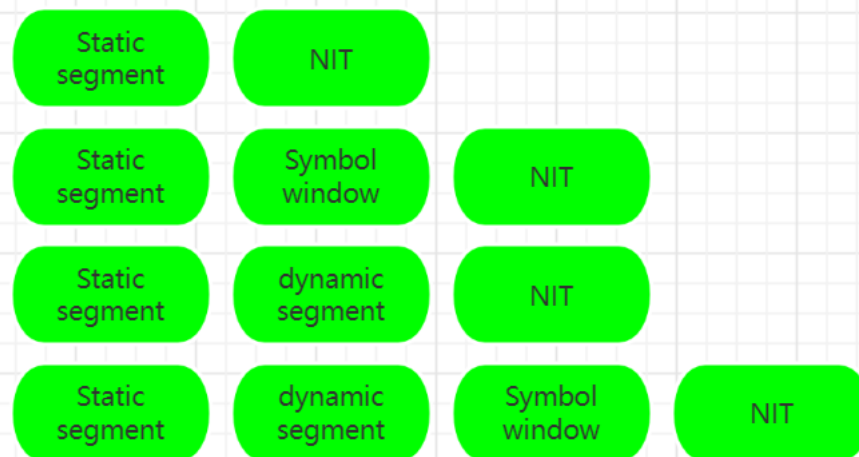 Static
segment
NIT
Static
segment
Symbol
window
NIT
Static
segment
dynamic
segment
NIT
Static
segment
dynamic
segment
Symbol
window
NIT